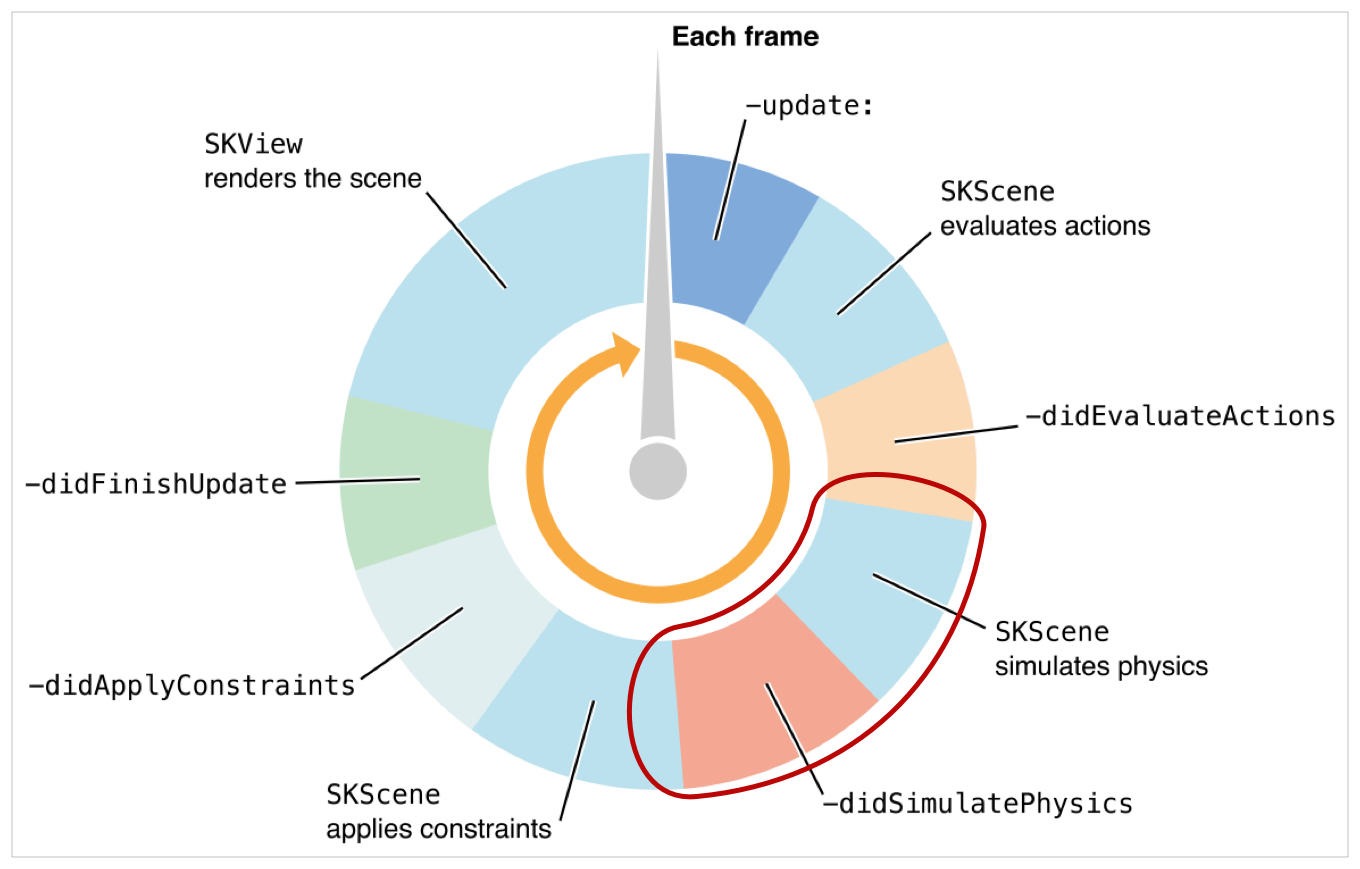 Each frame
-update:
SKScene
evaluates actions
-didEvaluateActions
SKScene
simulates physics
-didSimulatePhysics
SKScene
applies constraints
-didApplyConstraints
-didFinishUpdate
SKView
renders the scene